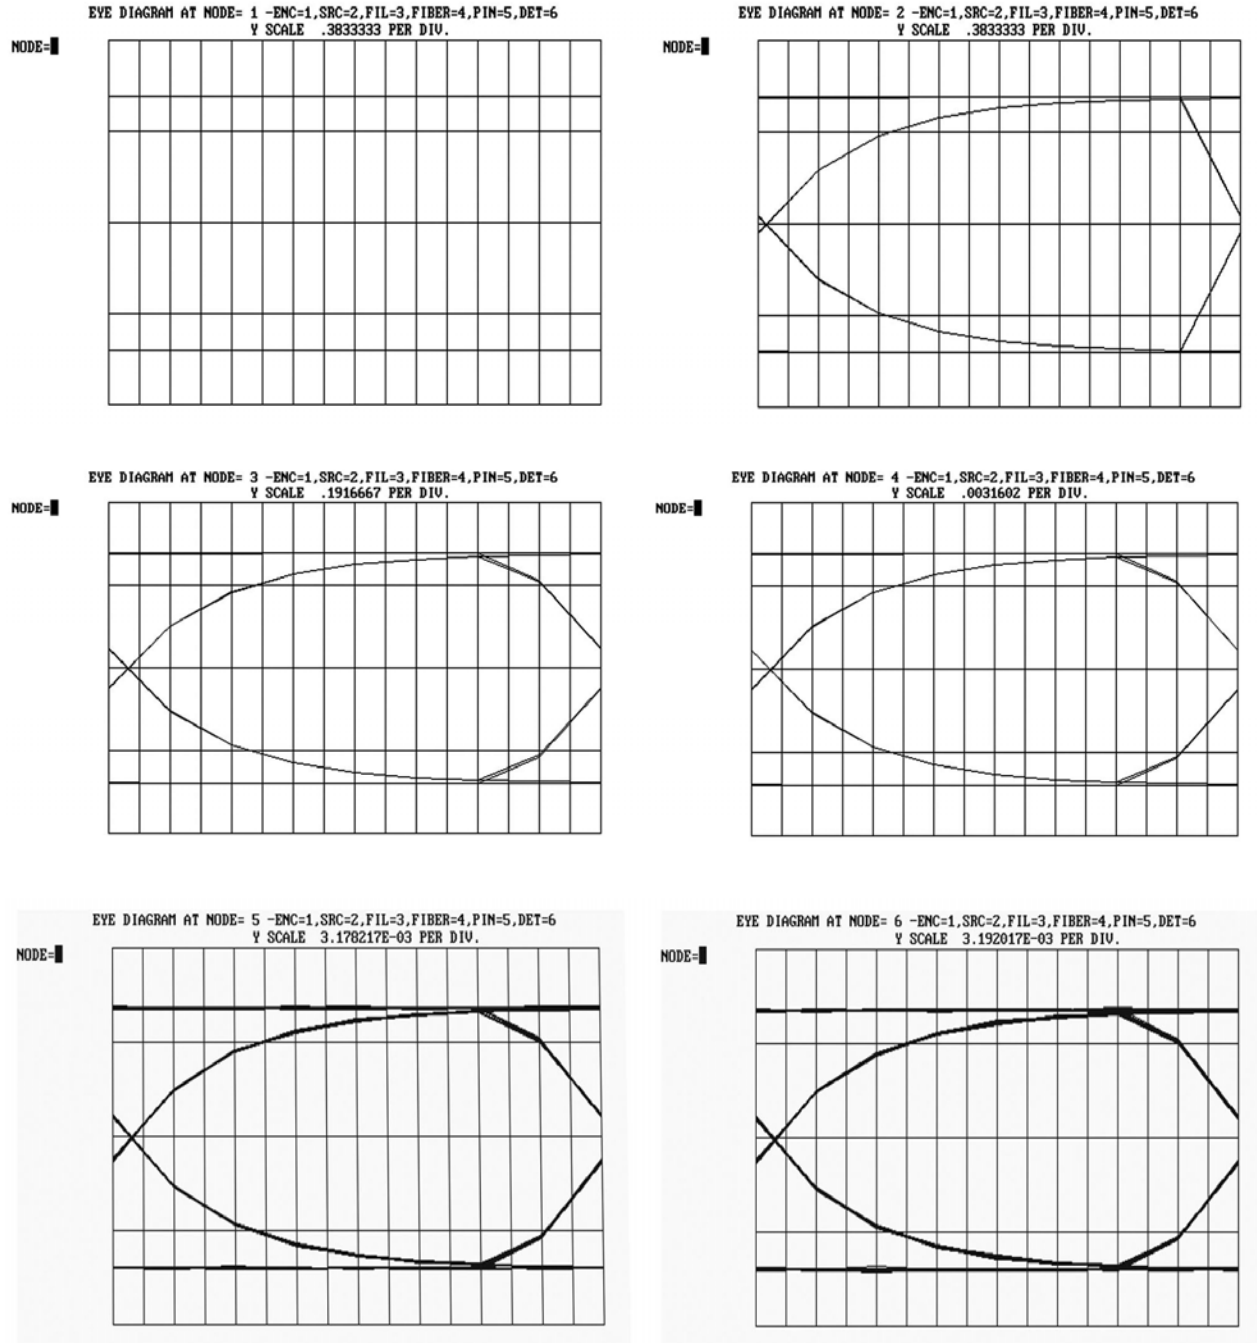 EYE DIAGRAM AT NODE= 1 -ENC=1,SRC=2,FIL=3,FIBER=4,PIN=5,DET=6
Y SCALE .3833333 PER DIV.
NODE=
EYE DIAGRAM AT NODE= 2 -ENC=1,SRC=2,FIL=3,FIBER=4,PIN=5,DET=6
Y SCALE .3833333 PER DIV.
NODE=
EYE DIAGRAM AT NODE= 3 -ENC=1,SRC=2,FIL=3,FIBER=4,PIN=5,DET=6
Y SCALE .1916667 PER DIV.
NODE=
EYE DIAGRAM AT NODE= 4 -ENC=1,SRC=2,FIL=3,FIBER=4,PIN=5,DET=6
Y SCALE .0031602 PER DIV.
NODE=
EYE DIAGRAM AT NODE= 5 -ENC=1,SRC=2,FIL=3,FIBER=4,PIN=5,DET=6
Y SCALE 3.178217E-03 PER DIV.
NODE=
EYE DIAGRAM AT NODE= 6 -ENC=1,SRC=2,FIL=3,FIBER=4,PIN=5,DET=6
Y SCALE 3.192017E-03 PER DIV.
NODE=